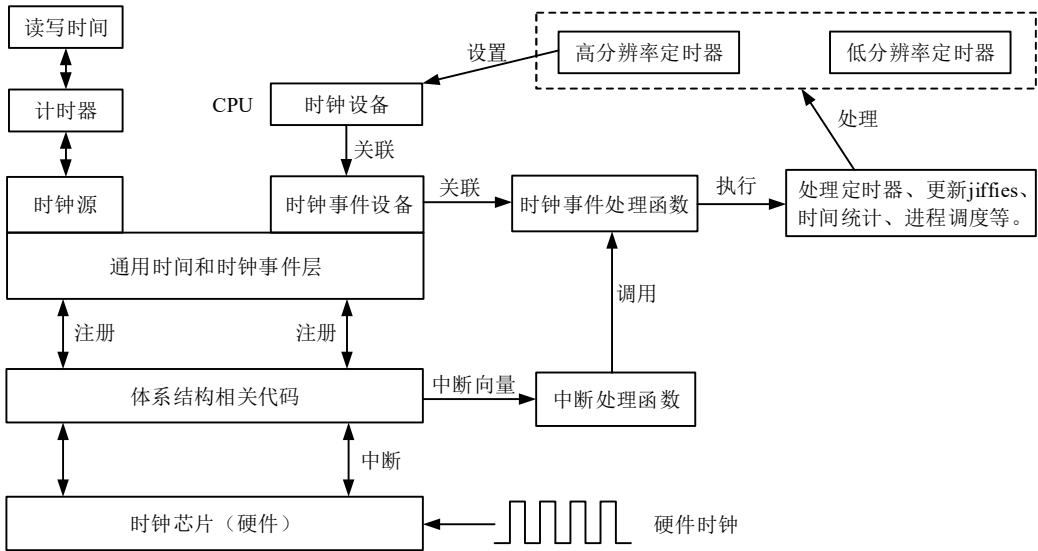 读写时间
设置
高分辨率定时器
低分辨率定时器
计时器
CPU
时钟设备
处理
关联
时钟源
时钟事件设备
关联
时钟事件处理函数
执行
处理定时器、更新jiffies、
时间统计、进程调度等。
通用时间和时钟事件层
注册
注册
调用
体系结构相关代码
中断向量
中断处理函数
中断
时钟芯片（硬件）
硬件时钟